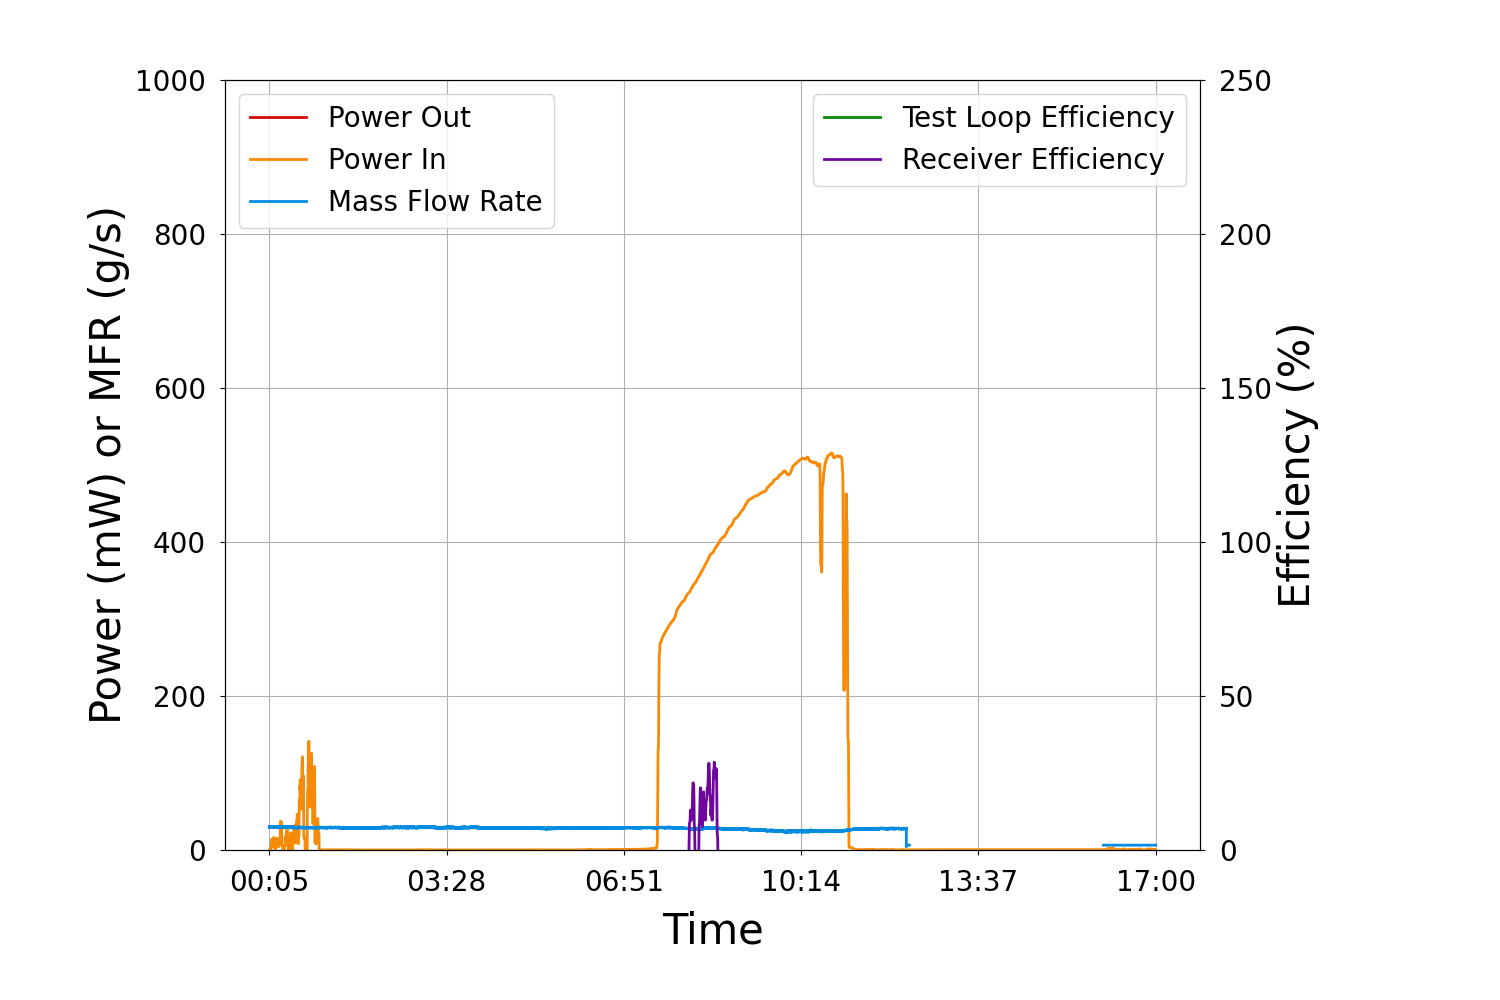 Power Out
Power In
Mass Flow Rate
Test Loop Efficiency
Receiver Efficiency
1000
800
600
400
200
0
Power (mW) or MFR (g/s)
250
200
150
100
50
0
Efficiency (%)
00:05 03:28 06:51 10:14 13:37 17:00
Time